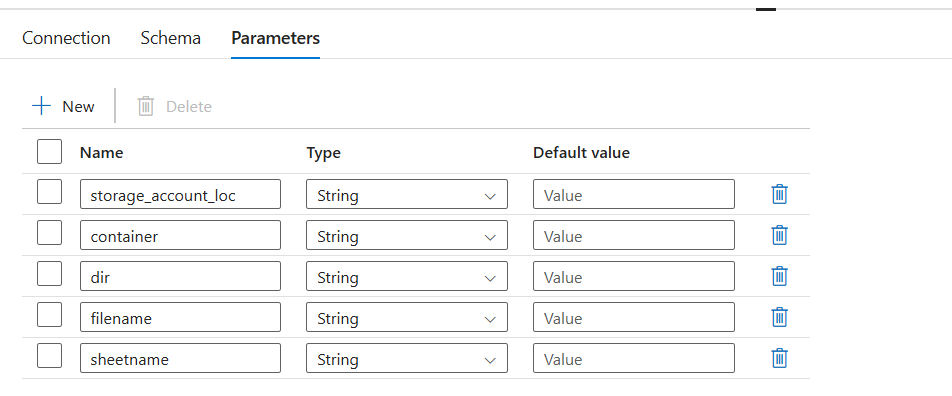 Connection Schema Parameters
New Delete
Name Type Default value
storage_account_loc String Value
container String Value
dir String Value
filename String Value
sheetname String Value